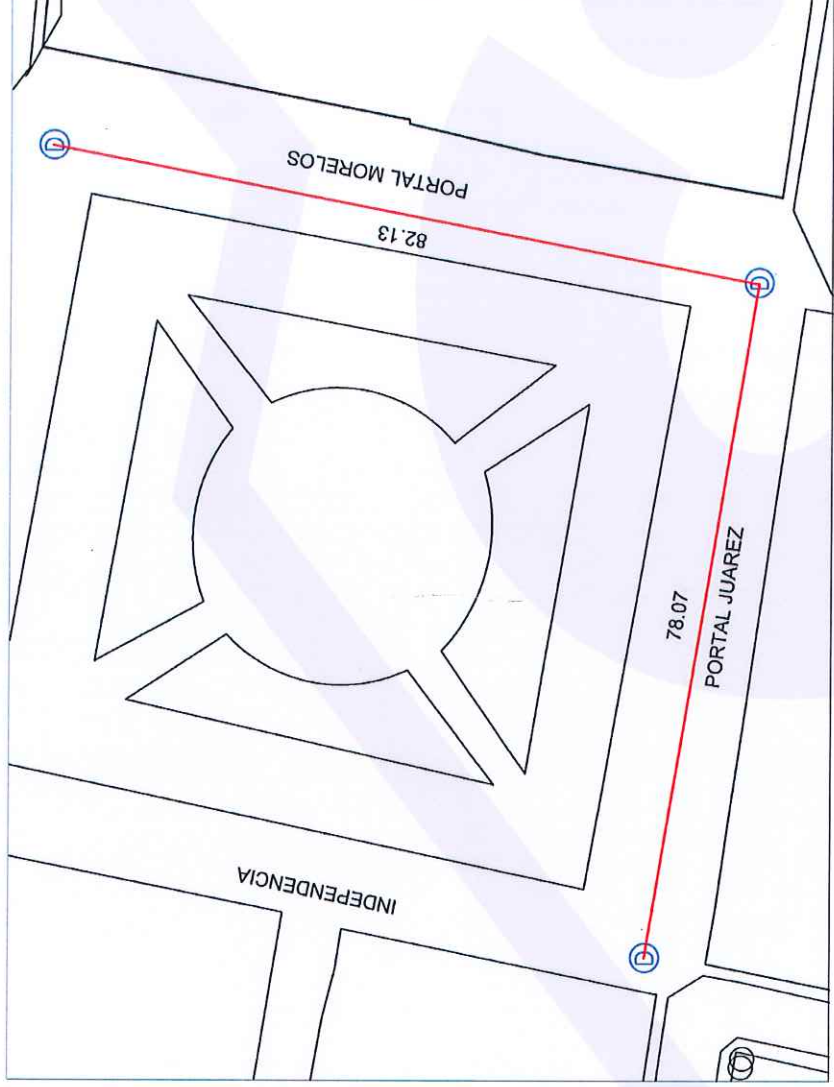 D
PORTAL MORELOS
82.13
D
78.07
PORTAL JUAREZ
INDEPENDENCIA
D